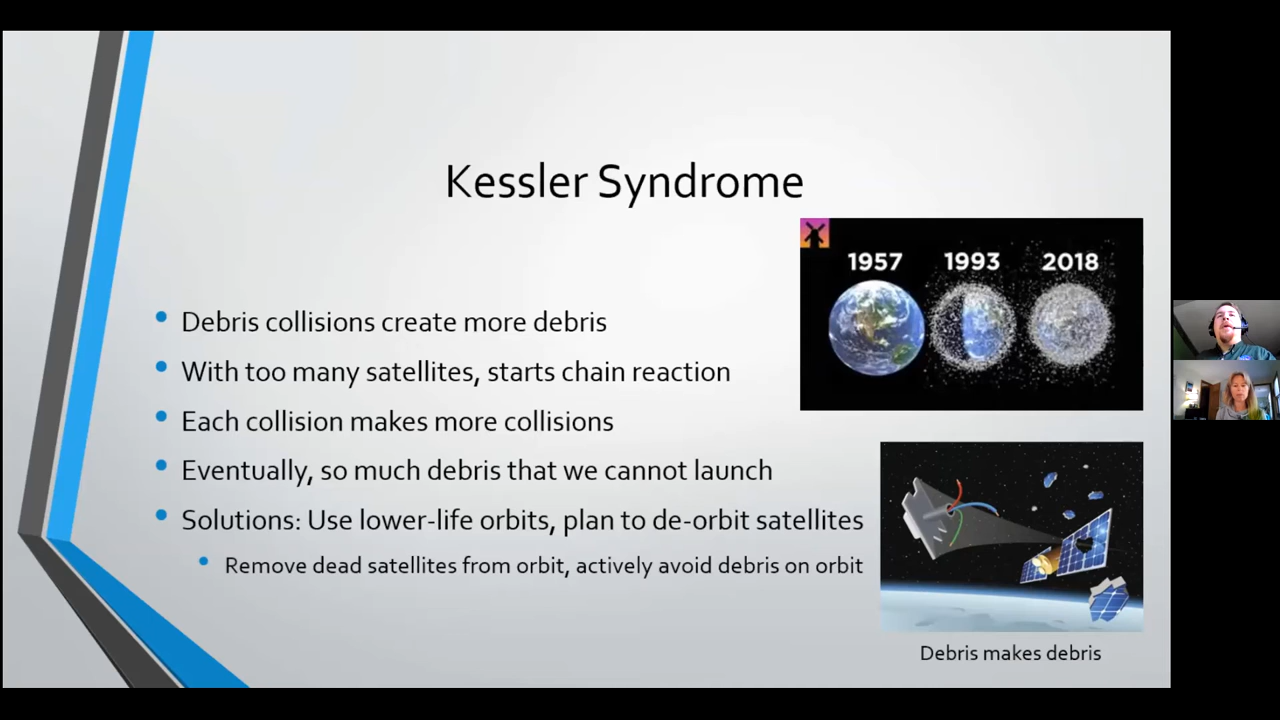 Kessler Syndrome
Debris collisions create more debris
With too many satellites, starts chain reaction
Each collision makes more collisions
Eventually, so much debris that we cannot launch
Solutions: Use lower-life orbits, plan to de-orbit satellites
Remove dead satellites from orbit, actively avoid debris on orbit
1957 1993 2018
Debris makes debris